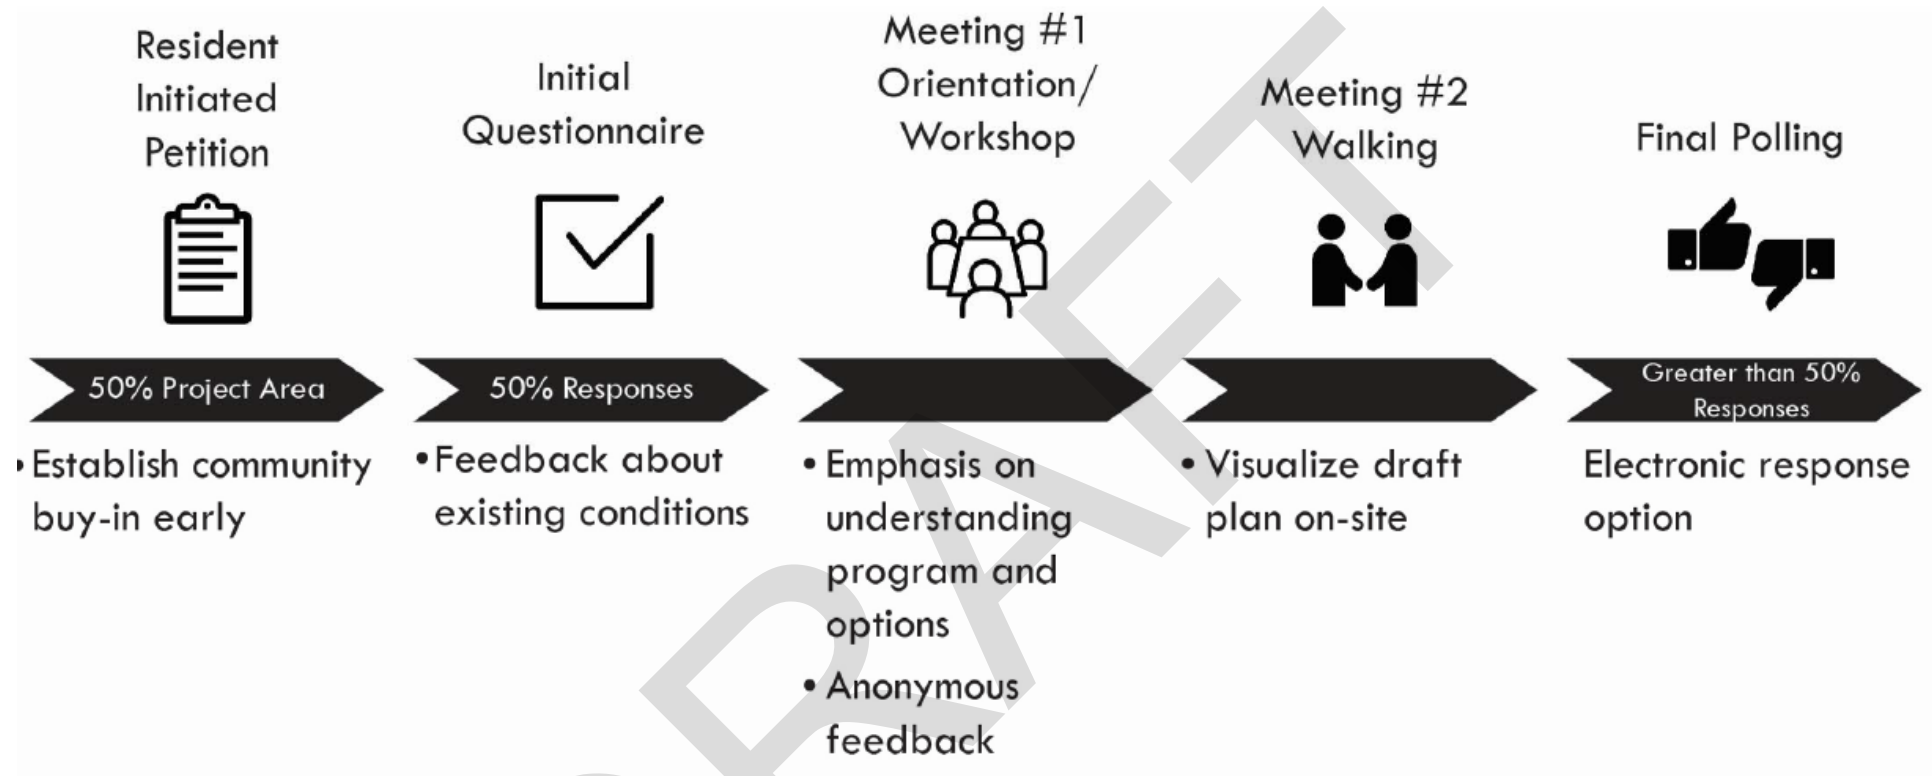 Resident
Initiated
Petition
50% Project Area
• Establish community
buy-in early
Initial
Questionnaire
50% Responses
• Feedback about
existing conditions
Meeting #1
Orientation/
Workshop
• Emphasis on
understanding
program and
options
• Anonymous
feedback
Meeting #2
Walking
• Visualize draft
plan on-site
Final Polling
Greater than 50%
Responses
Electronic response
option
RAFT